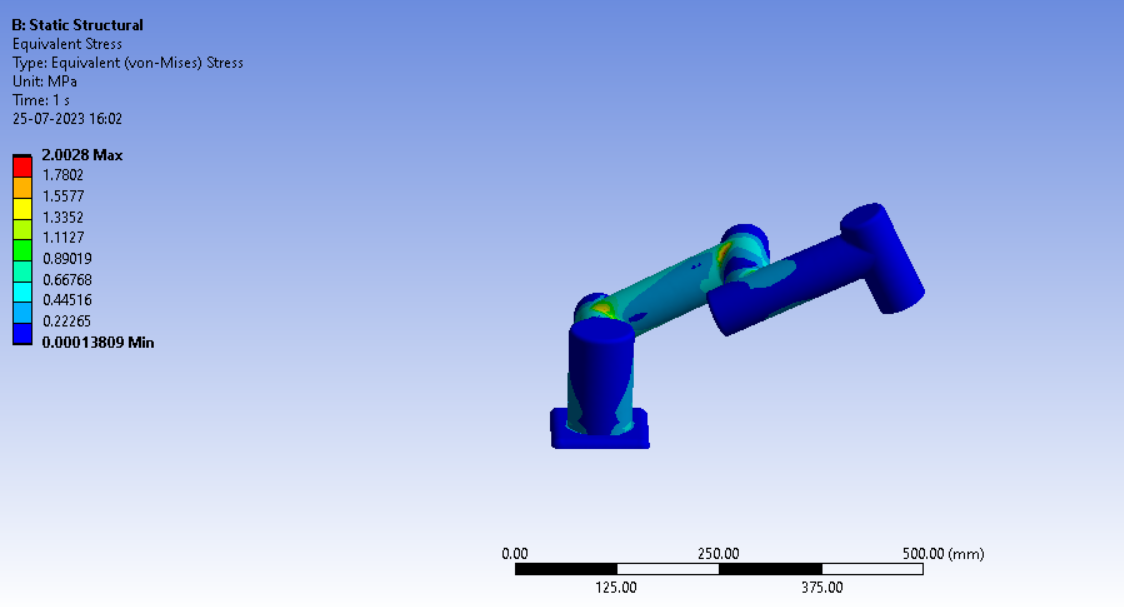 B: Static Structural
Equivalent Stress
Type: Equivalent (von-Mises) Stress
Unit: MPa
Time: 1 s
25-07-2023 16:02
2.0028 Max
1.7802
1.5577
1.3352
1.1127
0.89019
0.66768
0.44516
0.22265
0.00013809 Min
0.00 250.00 500.00 (mm)
125.00 375.00